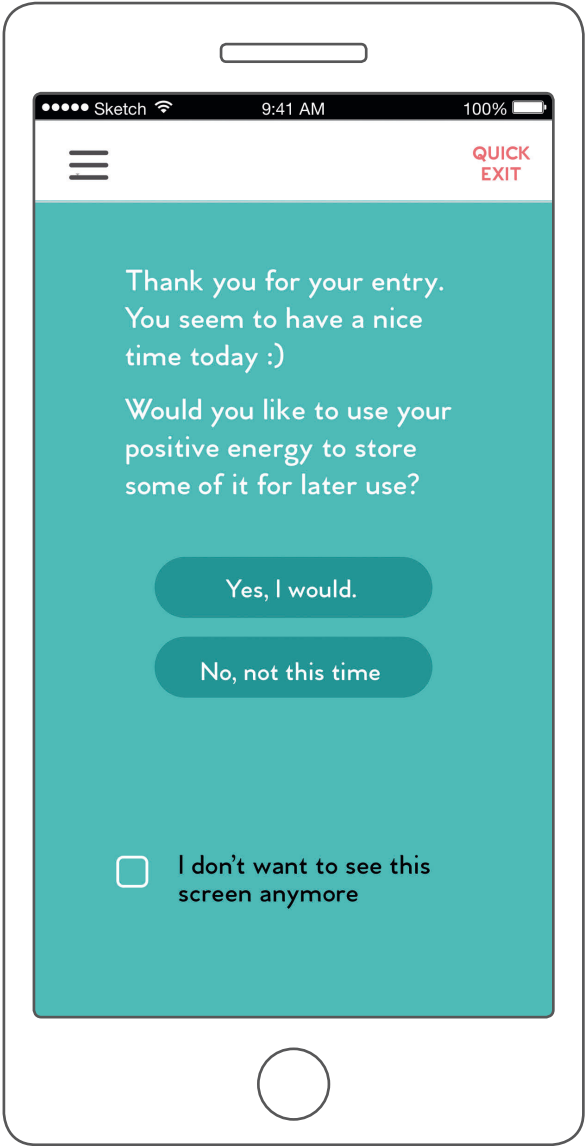 Sketch 9:41 AM 100%
QUICK
EXIT
Thank you for your entry.
You seem to have a nice
time today :)
Would you like to use your
positive energy to store
some of it for later use?
Yes, I would.
No, not this time
I don't want to see this
screen anymore